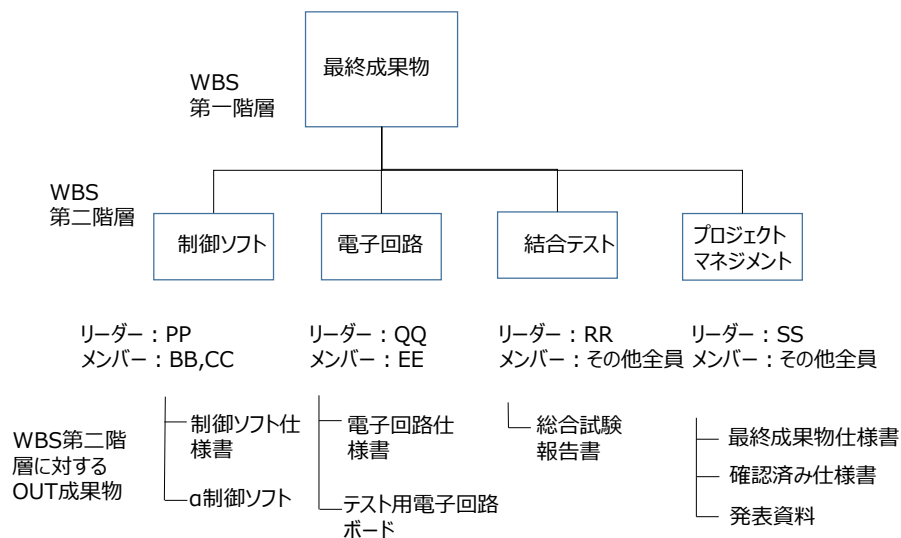 最終成果物
WBS
第一階層
WBS
第二階層
制御ソフト
電子回路
結合テスト
プロジェクト
マネジメント
リーダー：PP
メンバー：BB,CC
リーダー：QQ
メンバー：EE
リーダー：RR
メンバー：その他全員
リーダー：SS
メンバー：その他全員
WBS第二階
層に対する
OUT成果物
制御ソフト仕
様書
α制御ソフト
電子回路仕
様書
テスト用電子回路
ボード
総合試験
報告書
最終成果物仕様書
確認済み仕様書
発表資料